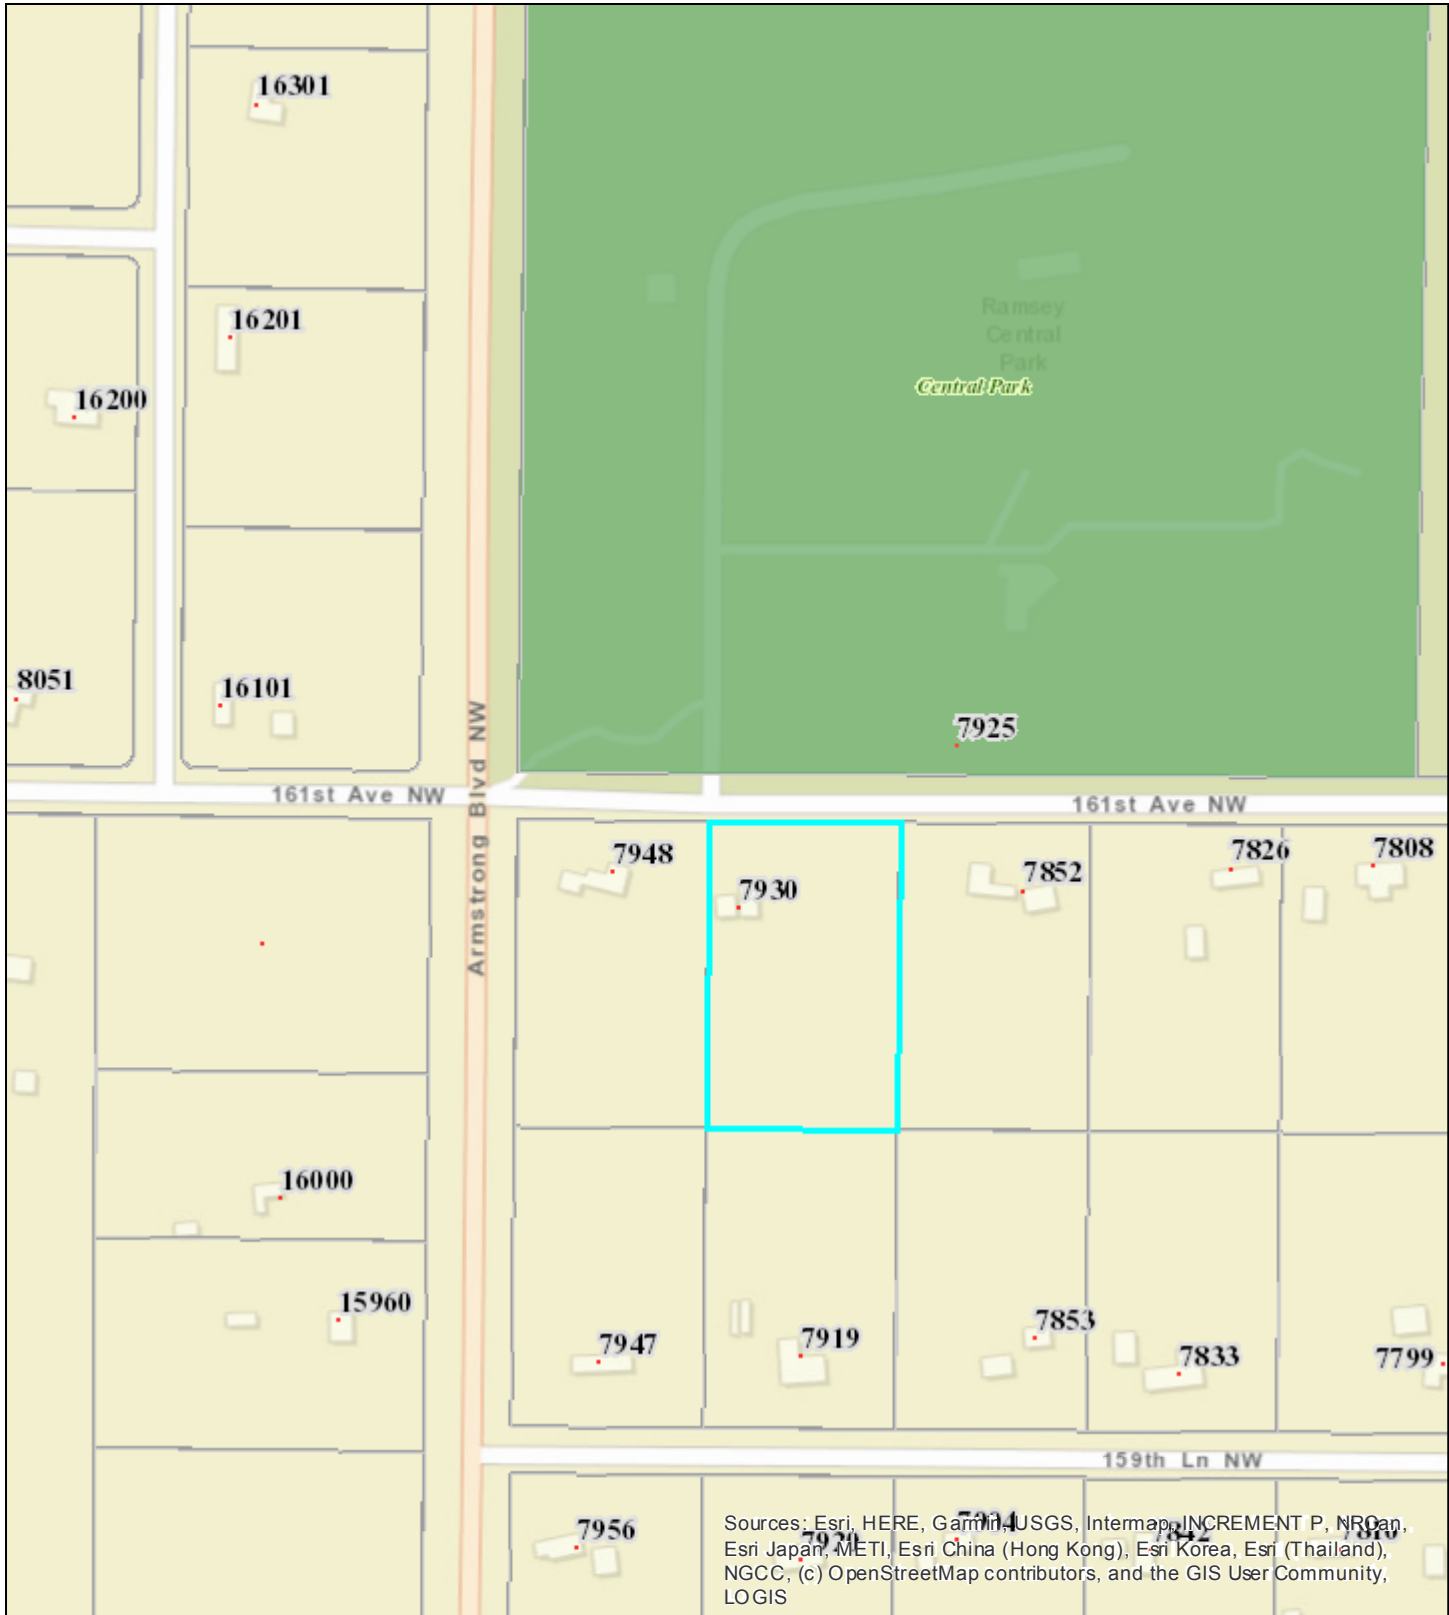 16301
16201
Ramsey
Central
Park
Central Park
16200
8051
16101
Armstrong Blvd NW
7925
161st Ave NW
161st Ave NW
7948
7930
7852
7826
7808
16000
15960
7947
7919
7853
7833
7799
159th Ln NW
7956
7920
7842
7810
Sources: Esri, HERE, Garmin, USGS, Intermap, INCREMENT P, NRCan,
Esri Japan, METI, Esri China (Hong Kong), Esri Korea, Esri (Thailand),
NGCC, (c) OpenStreetMap contributors, and the GIS User Community,
LOGIS